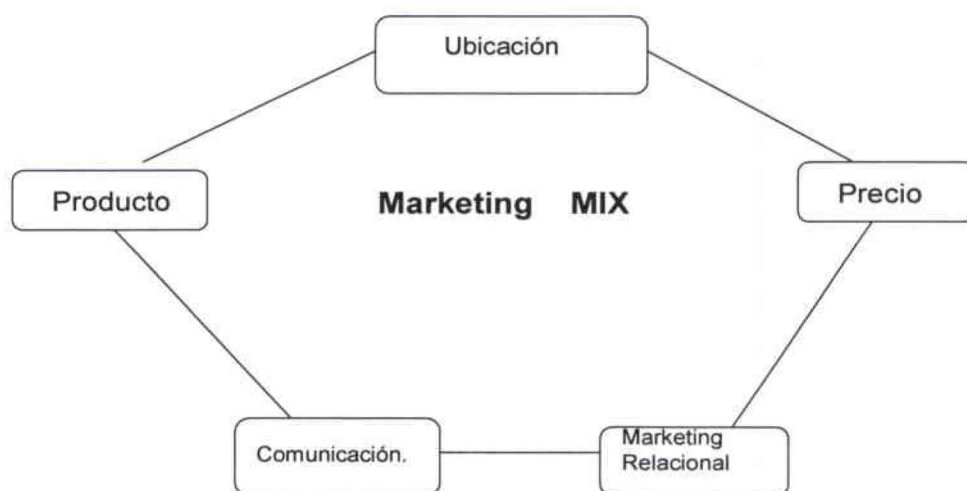 Ubicación
Producto
Marketing MIX
Precio
Comunicación.
Marketing
Relacional